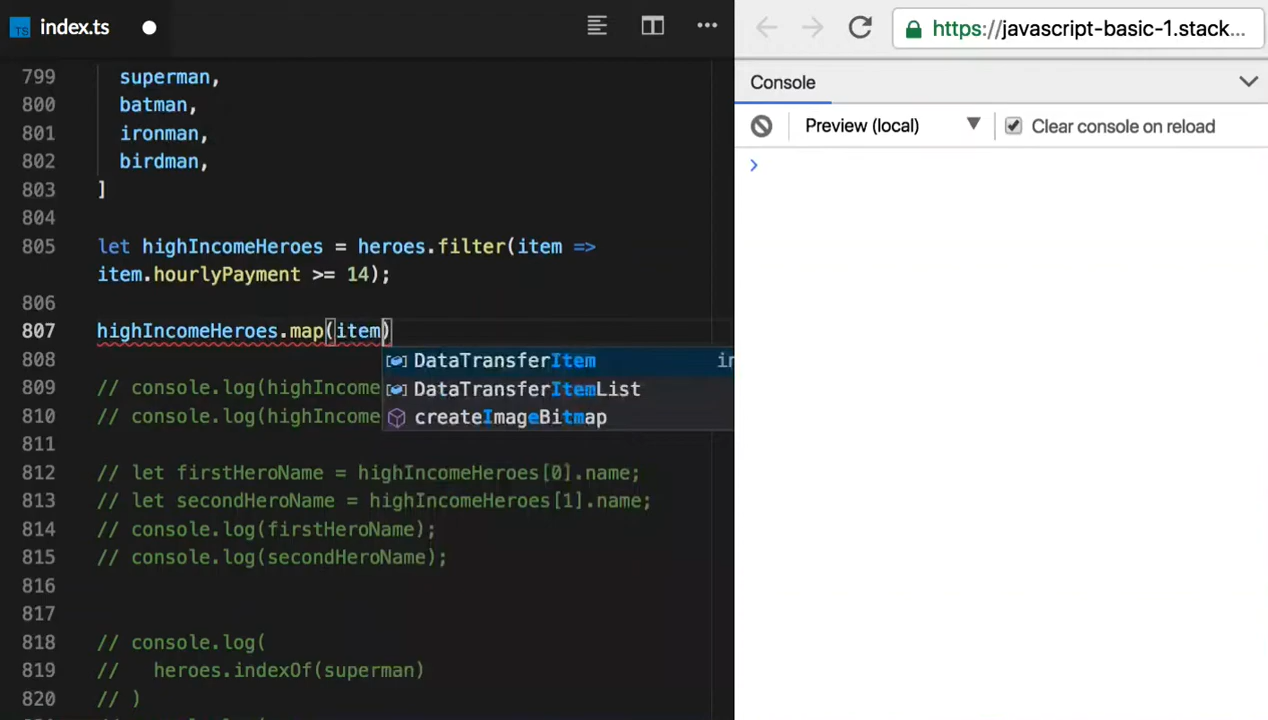 index.ts
https://javascript-basic-1.stack...
Console
Preview (local)
Clear console on reload
799 superman,
800 batman,
801 ironman,
802 birdman,
803 ]
804
805 let highIncomeHeroes = heroes.filter(item =>
item.hourlyPayment >= 14);
806
807 highIncomeHeroes.map(item)
DataTransferItem in
DataTransferItemList
createImageBitmap
808
809 // console.log(highIncome
810 // console.log(highIncome
811
812 // let firstHeroName = highIncomeHeroes[0].name;
813 // let secondHeroName = highIncomeHeroes[1].name;
814 // console.log(firstHeroName);
815 // console.log(secondHeroName);
816
817
818 // console.log(
819 // heroes.indexOf(superman)
820 // )